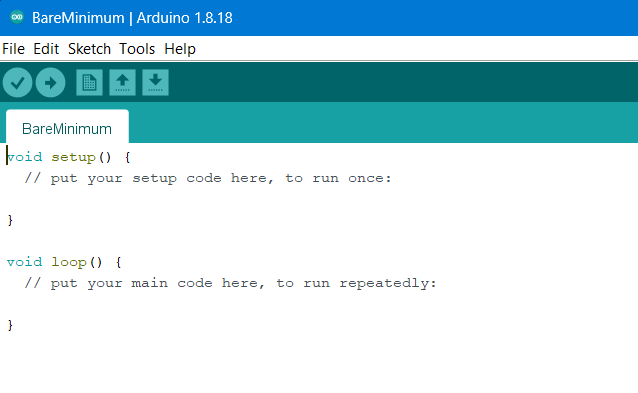 BareMinimum | Arduino 1.8.18
File Edit Sketch Tools Help
BareMinimum
void setup() {
  // put your setup code here, to run once:
}
void loop() {
  // put your main code here, to run repeatedly:
}